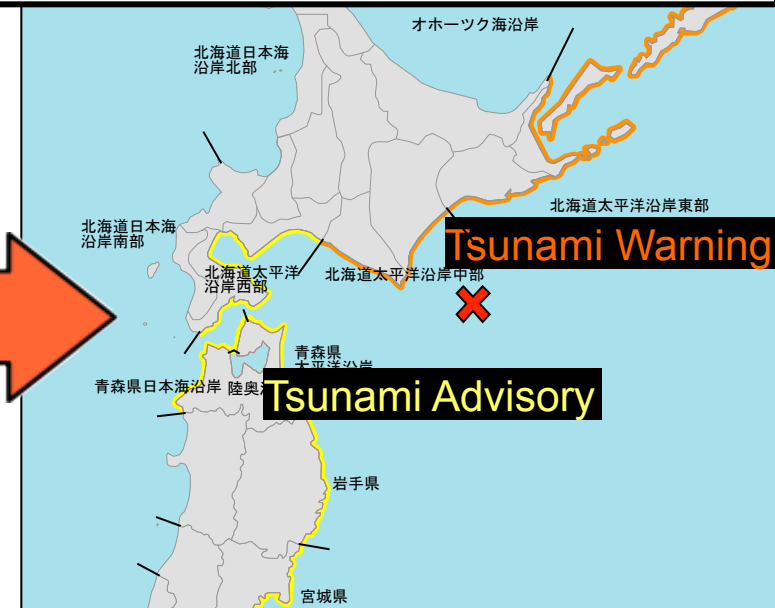 オホーツク海沿岸
北海道日本海
沿岸北部
北海道太平洋沿岸東部
北海道日本海
沿岸南部
Tsunami Warning
北海道太平洋
沿岸西部
北海道太平洋沿岸中部
青森県
太平洋沿岸
青森県日本海沿岸
陸奥
Tsunami Advisory
岩手県
宮城県